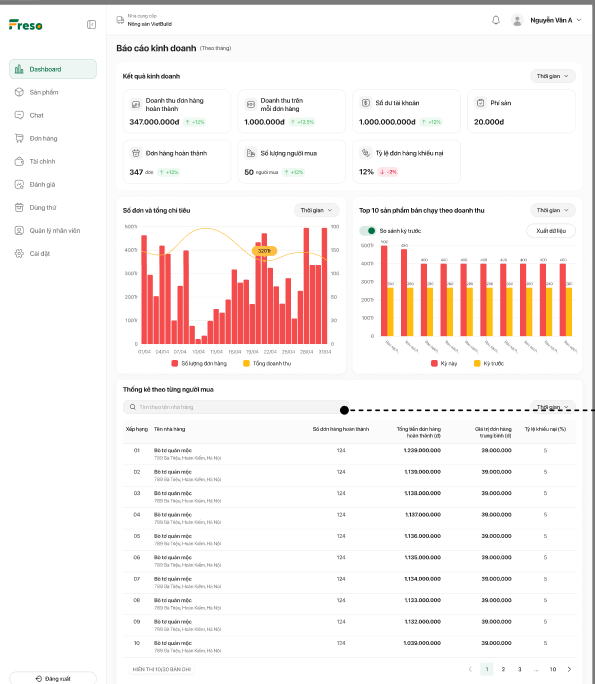 Freso
Nhà cung cấp
Nông sản VietBuild
Nguyễn Văn A
Dashboard
Sản phẩm
Chat
Đơn hàng
Tài chính
Đánh giá
Dùng thử
Quản lý nhân viên
Cài đặt
Đăng xuất
Báo cáo kinh doanh (Theo tháng)
Kết quả kinh doanh
Thời gian
Doanh thu đơn hàng
hoàn thành
347.000.000đ ↑ +12%
Doanh thu trên
mỗi đơn hàng
1.000.000đ ↑ +13.5%
Số dư tài khoản
1.000.000.000đ ↑ +12%
Phí sàn
20.000đ
Đơn hàng hoàn thành
347 đơn ↑ +12%
Số lượng người mua
50 người mua ↑ +12%
Tỷ lệ đơn hàng khiếu nại
12% ↓ -2%
Số đơn và tổng chi tiêu
Thời gian
500Tr
400Tr
300Tr
200Tr
100Tr
0
100
150
100
50
30
0
320Tr
01/04 04/04 07/04 10/04 13/04 16/04 19/04 22/04 25/04 28/04 31/04
Số lượng đơn hàng
Tổng doanh thu
Top 10 sản phẩm bán chạy theo doanh thu
Thời gian
So sánh kỳ trước
Xuất dữ liệu
500Tr
400Tr
300Tr
200Tr
100Tr
0
Kỳ này
Kỳ trước
Thống kê theo từng người mua
Tìm theo tên nhà hàng
Thời gian
Xếp hạng
Tên nhà hàng
Số đơn hàng hoàn thành
Tổng tiền đơn hàng
hoàn thành (đ)
Giá trị đơn hàng
trung bình (đ)
Tỷ lệ khiếu nại (%)
01 Bò tơ quán mộc 124 1.239.000.000 39.000.000 5
789 Bà Triệu, Hoàn Kiếm, Hà Nội
02 Bò tơ quán mộc 124 1.139.000.000 39.000.000 5
789 Bà Triệu, Hoàn Kiếm, Hà Nội
03 Bò tơ quán mộc 124 1.138.000.000 39.000.000 5
789 Bà Triệu, Hoàn Kiếm, Hà Nội
04 Bò tơ quán mộc 124 1.137.000.000 39.000.000 5
789 Bà Triệu, Hoàn Kiếm, Hà Nội
05 Bò tơ quán mộc 124 1.136.000.000 39.000.000 5
789 Bà Triệu, Hoàn Kiếm, Hà Nội
06 Bò tơ quán mộc 124 1.135.000.000 39.000.000 5
789 Bà Triệu, Hoàn Kiếm, Hà Nội
07 Bò tơ quán mộc 124 1.134.000.000 39.000.000 5
789 Bà Triệu, Hoàn Kiếm, Hà Nội
08 Bò tơ quán mộc 124 1.133.000.000 39.000.000 5
789 Bà Triệu, Hoàn Kiếm, Hà Nội
09 Bò tơ quán mộc 124 1.132.000.000 39.000.000 5
789 Bà Triệu, Hoàn Kiếm, Hà Nội
10 Bò tơ quán mộc 124 1.039.000.000 39.000.000 5
789 Bà Triệu, Hoàn Kiếm, Hà Nội
HIỂN THỊ 10/30 BẢN GHI
1 2 3 ... 10